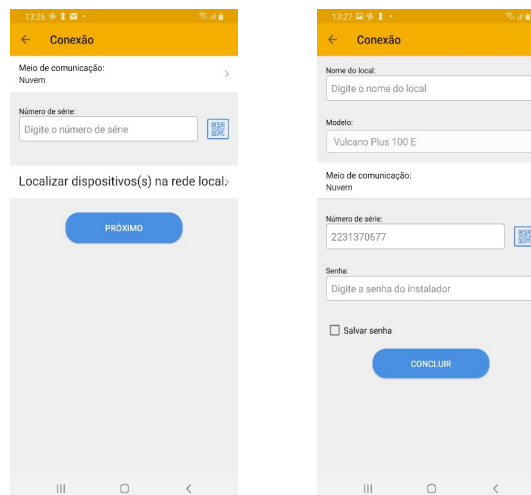 13:26
Conexão
Meio de comunicação:
Nuvem
Número de série:
Digite o número de série
Localizar dispositivos(s) na rede local
PRÓXIMO
13:27
Conexão
Nome do local:
Digite o nome do local
Modelo:
Vulcano Plus 100 E
Meio de comunicação:
Nuvem
Número de série:
2231370677
Senha:
Digite a senha do instalador
Salvar senha
CONCLUIR